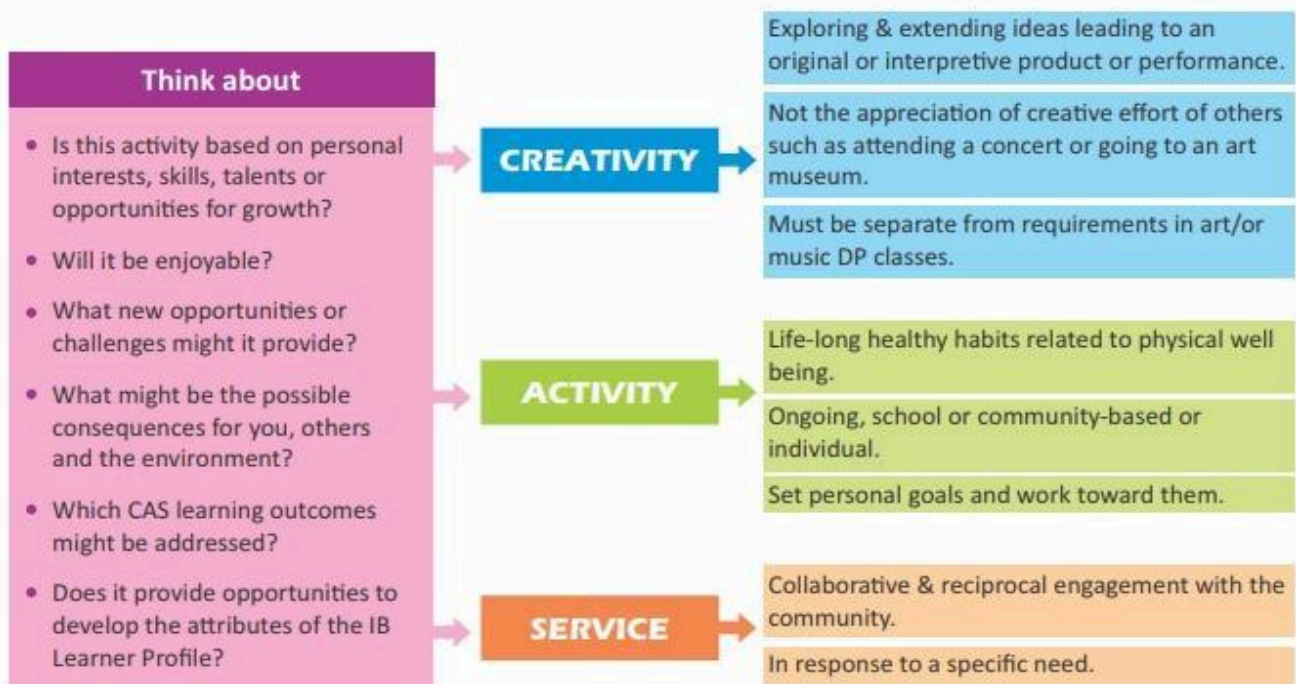 Think about
• Is this activity based on personal
interests, skills, talents or
opportunities for growth?
• Will it be enjoyable?
• What new opportunities or
challenges might it provide?
• What might be the possible
consequences for you, others
and the environment?
• Which CAS learning outcomes
might be addressed?
• Does it provide opportunities to
develop the attributes of the IB
Learner Profile?
CREATIVITY
Exploring & extending ideas leading to an
original or interpretive product or performance.
Not the appreciation of creative effort of others
such as attending a concert or going to an art
museum.
Must be separate from requirements in art/or
music DP classes.
ACTIVITY
Life-long healthy habits related to physical well
being.
Ongoing, school or community-based or
individual.
Set personal goals and work toward them.
SERVICE
Collaborative & reciprocal engagement with the
community.
In response to a specific need.